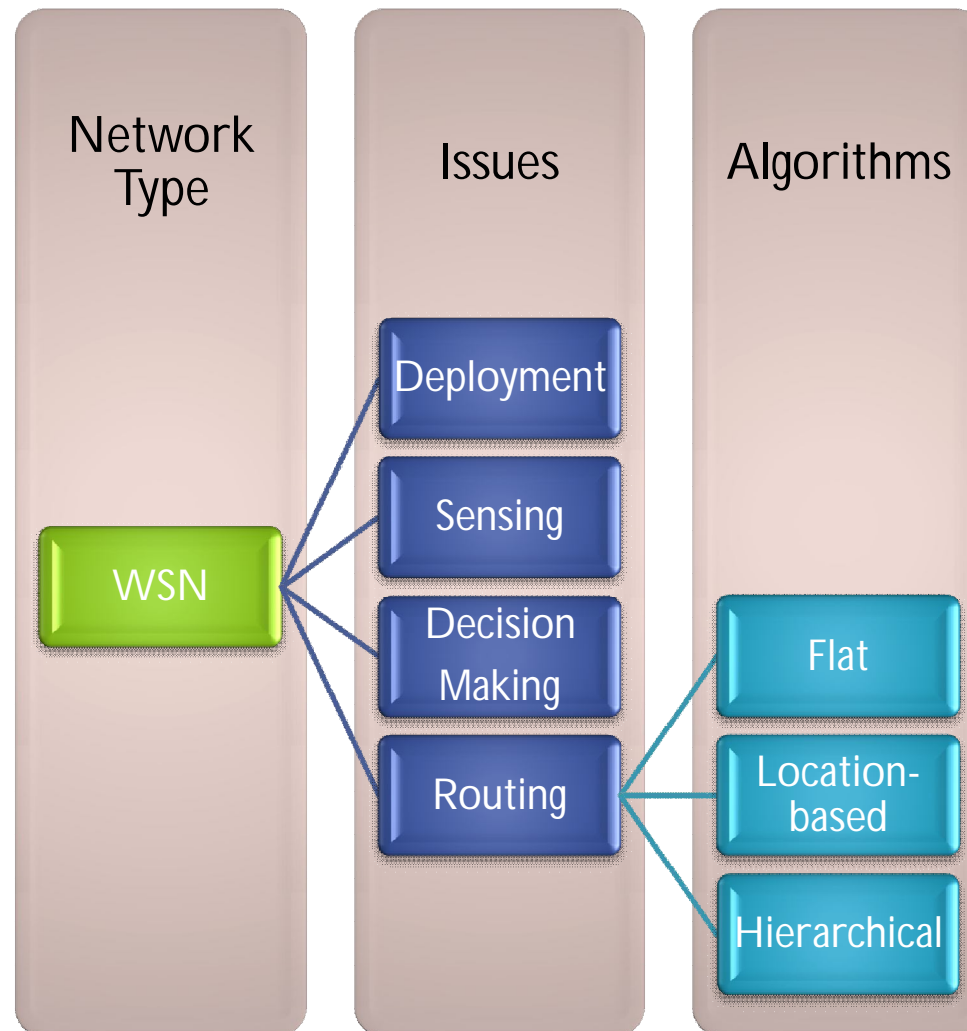 Network
Type
Issues
Algorithms
WSN
Deployment
Sensing
Decision
Making
Routing
Flat
Location-
based
Hierarchical